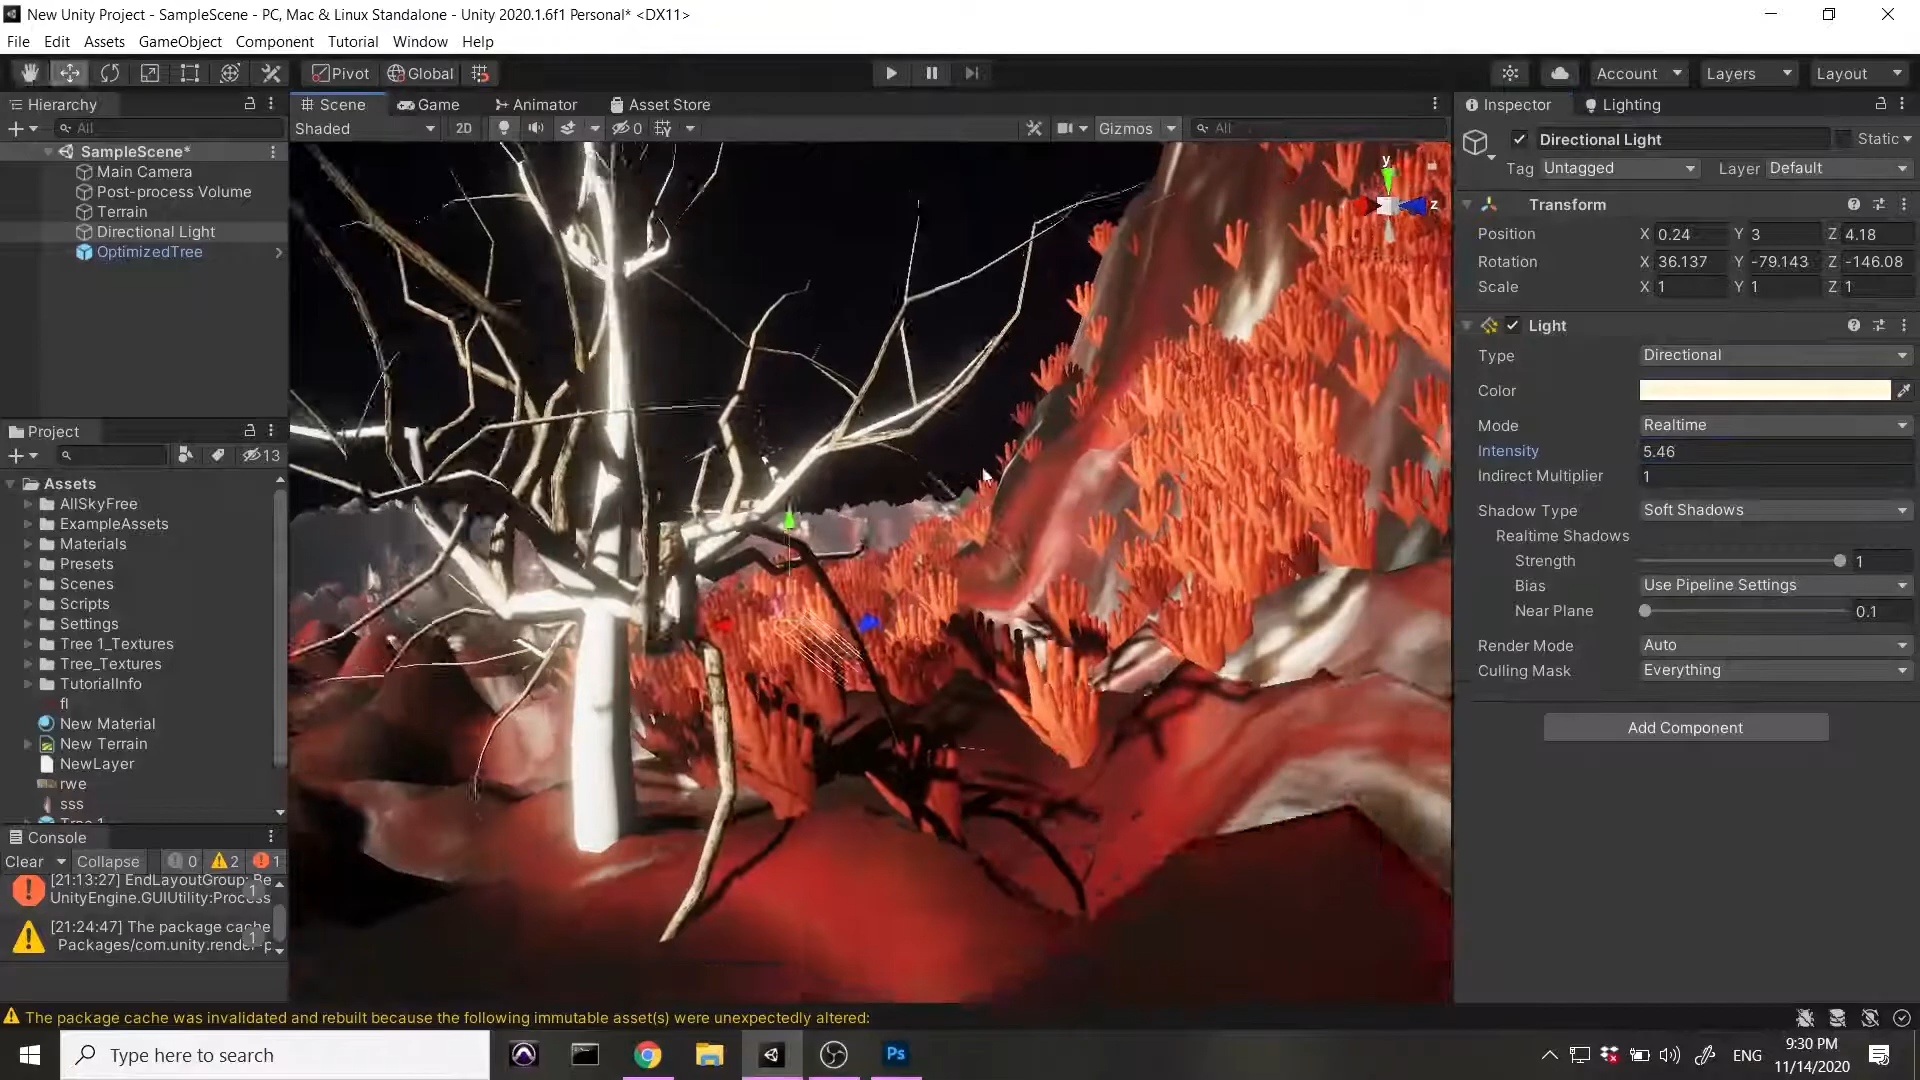 New Unity Project - SampleScene - PC, Mac & Linux Standalone - Unity 2020.1.6f1 Personal* <DX11>
File Edit Assets GameObject Component Tutorial Window Help
Pivot Global Account Layers Layout
Hierarchy
All
SampleScene*
Main Camera
Post-process Volume
Terrain
Directional Light
OptimizedTree
Project
13
Assets
AllSkyFree
ExampleAssets
Materials
Presets
Scenes
Scripts
Settings
Tree 1_Textures
Tree_Textures
TutorialInfo
fl
New Material
New Terrain
NewLayer
rwe
sss
Tree 1
Console
Clear Collapse 0 2 1
[21:13:27] EndLayoutGroup: Be
UnityEngine.GUIUtility:Process
1
[21:24:47] The package cache
Packages/com.unity.render-p
1
Scene Game Animator Asset Store
Shaded 2D 0 Gizmos All
y
z
Inspector Lighting
Directional Light Static
Tag Untagged Layer Default
Transform
Position X 0.24 Y 3 Z 4.18
Rotation X 36.137 Y -79.143 Z -146.08
Scale X 1 Y 1 Z 1
Light
Type Directional
Color
Mode Realtime
Intensity 5.46
Indirect Multiplier 1
Shadow Type Soft Shadows
Realtime Shadows
Strength 1
Bias Use Pipeline Settings
Near Plane 0.1
Render Mode Auto
Culling Mask Everything
Add Component
The package cache was invalidated and rebuilt because the following immutable asset(s) were unexpectedly altered:
Type here to search
Ps
ENG
9:30 PM
11/14/2020